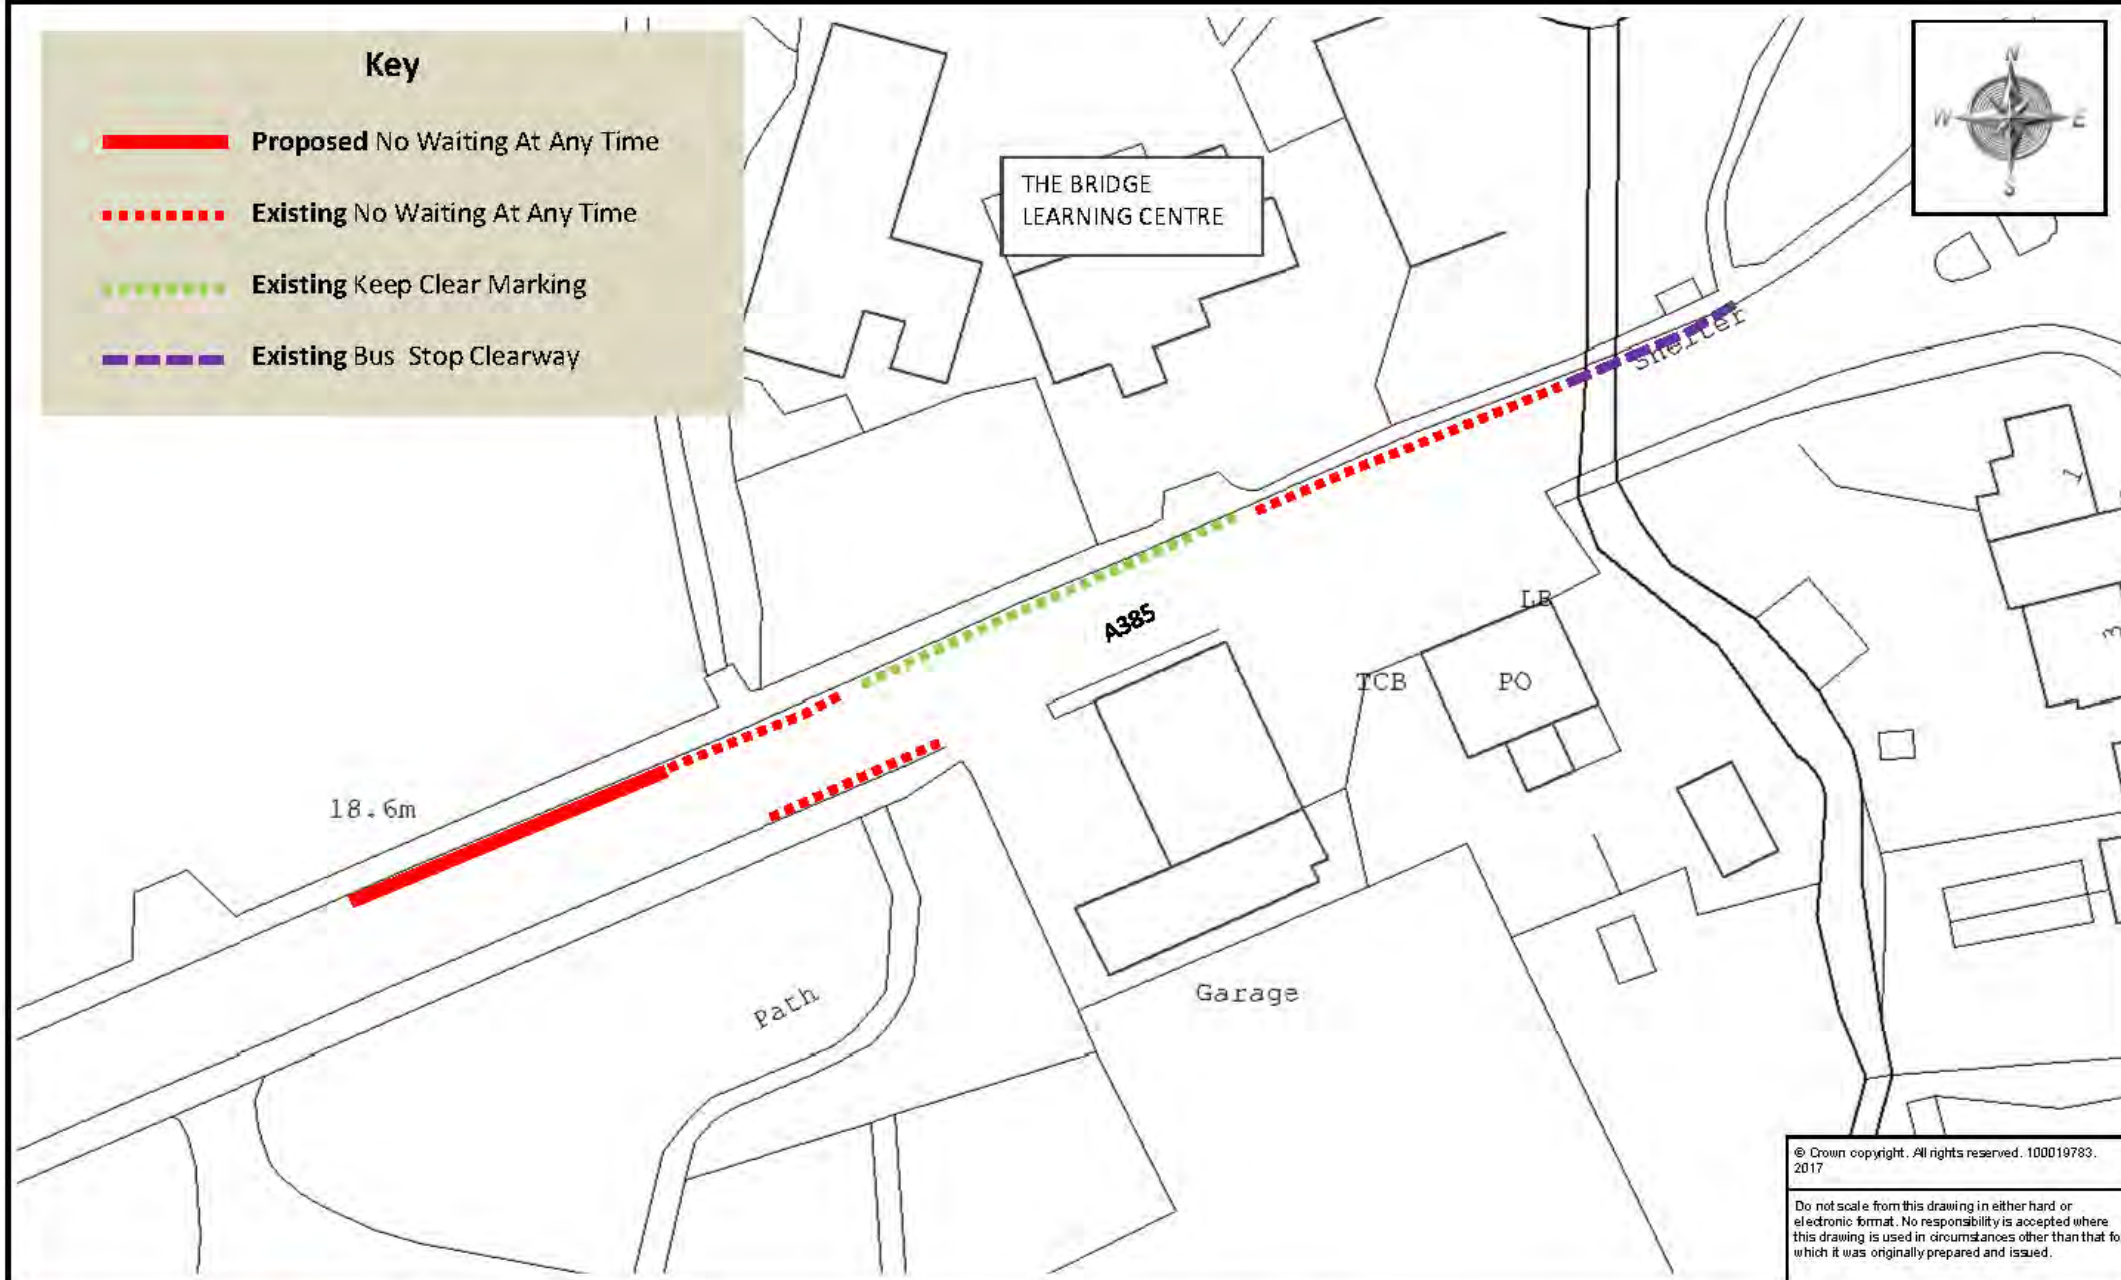 Key
Proposed No Waiting At Any Time
Existing No Waiting At Any Time
Existing Keep Clear Marking
Existing Bus Stop Clearway
THE BRIDGE
LEARNING CENTRE
N
W E
S
Shelter
1
A385
LB
TCB
PO
3
18.6m
Path
Garage
© Crown copyright. All rights reserved. 100019783.
2017
Do not scale from this drawing in either hard or
electronic format. No responsibility is accepted where
this drawing is used in circumstances other than that fo
which it was originally prepared and issued.